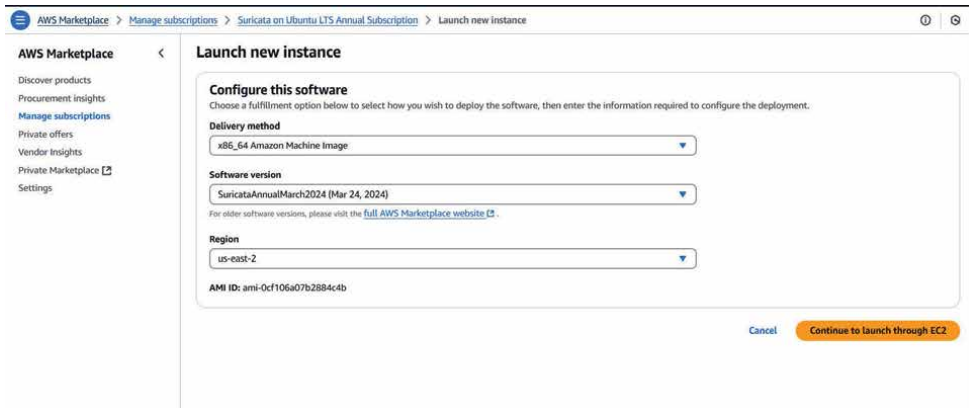 AWS Marketplace > Manage subscriptions > Suricata on Ubuntu LTS Annual Subscription > Launch new instance
AWS Marketplace
Discover products
Procurement insights
Manage subscriptions
Private offers
Vendor Insights
Private Marketplace
Settings
Launch new instance
Configure this software
Choose a fulfillment option below to select how you wish to deploy the software, then enter the information required to configure the deployment.
Delivery method
x86_64 Amazon Machine Image
Software version
SuricataAnnualMarch2024 (Mar 24, 2024)
For older software versions, please visit the full AWS Marketplace website .
Region
us-east-2
AMI ID: ami-0cf106a07b2884c4b
Cancel Continue to launch through EC2